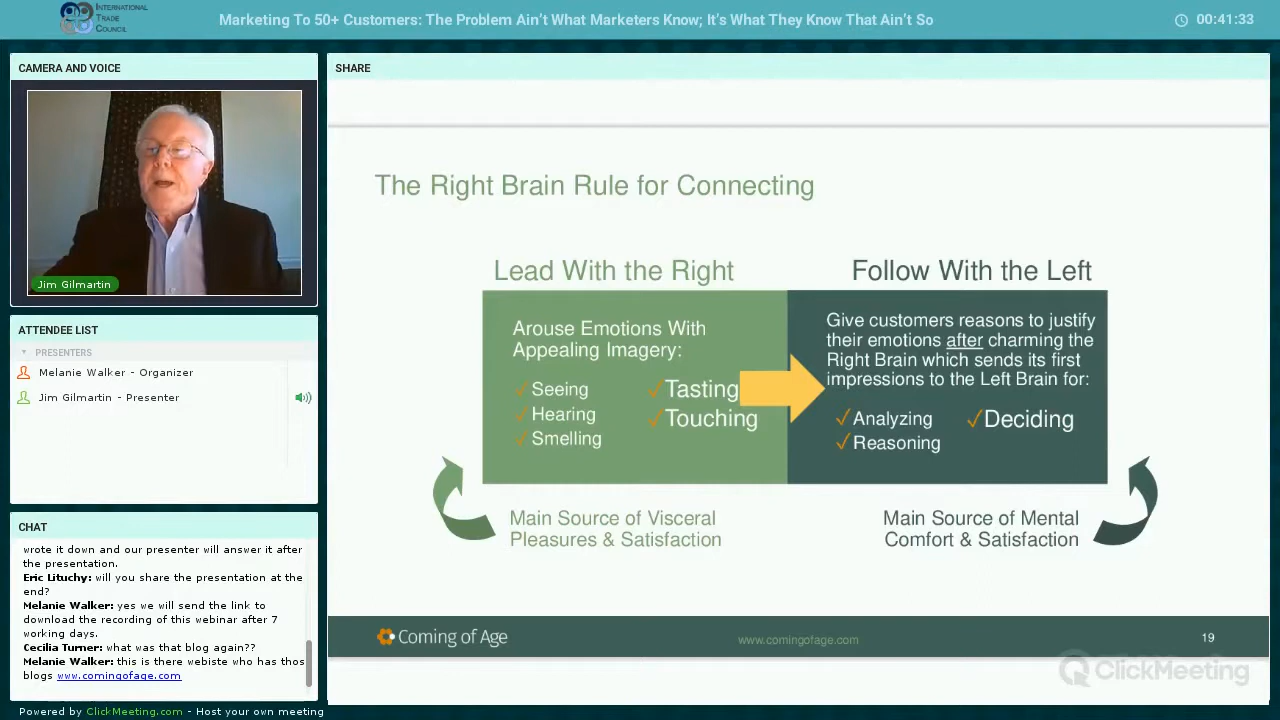 INTERNATIONAL
TRADE
COUNCIL
Marketing To 50+ Customers: The Problem Ain't What Marketers Know; It's What They Know That Ain't So
00:41:33
CAMERA AND VOICE
Jim Gilmartin
ATTENDEE LIST
PRESENTERS
Melanie Walker - Organizer
Jim Gilmartin - Presenter
CHAT
wrote it down and our presenter will answer it after
the presentation.
Eric Lituchy: will you share the presentation at the
end?
Melanie Walker: yes we will send the link to
download the recording of this webinar after 7
working days.
Cecilia Turner: what was that blog again??
Melanie Walker: this is there webiste who has thos
blogs www.comingofage.com
Powered by ClickMeeting.com - Host your own meeting
SHARE
The Right Brain Rule for Connecting
Lead With the Right
Arouse Emotions With
Appealing Imagery:
✓Seeing
✓Hearing
✓Smelling
✓Tasting
✓Touching
Main Source of Visceral
Pleasures & Satisfaction
Follow With the Left
Give customers reasons to justify
their emotions after charming the
Right Brain which sends its first
impressions to the Left Brain for:
✓Analyzing
✓Reasoning
✓Deciding
Main Source of Mental
Comfort & Satisfaction
Coming of Age
www.comingofage.com
19
ClickMeeting